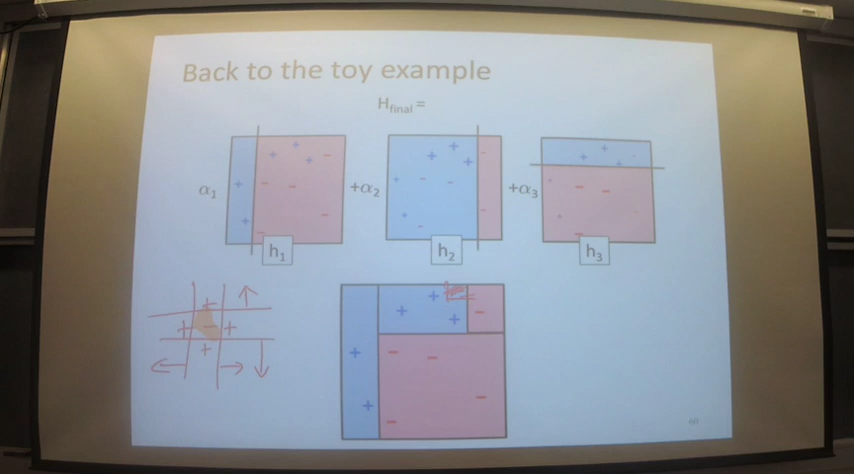 Back to the toy example
H_final =
α₁ +α₂ +α₃
h₁ h₂ h₃